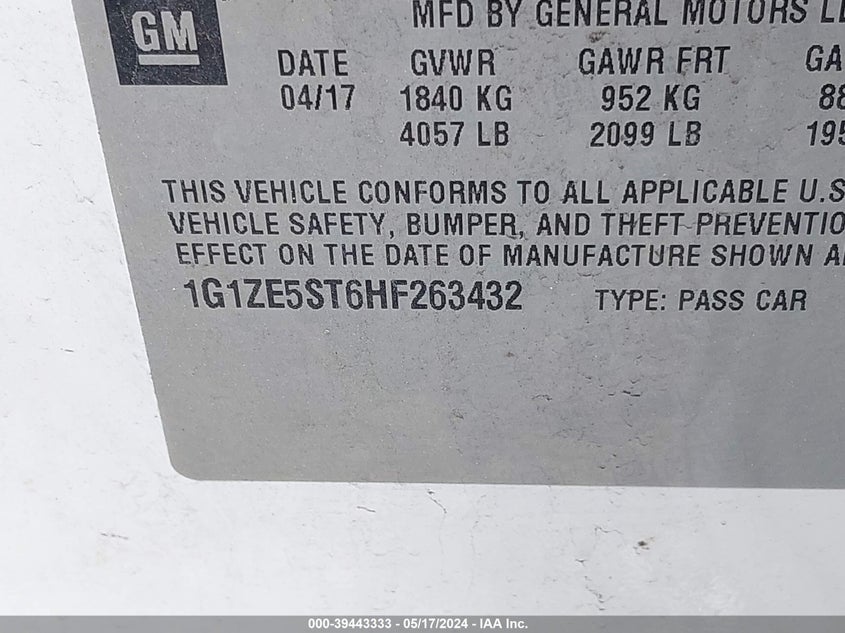 GM
MFD BY GENERAL MOTORS
DATE GVWR GAWR FRT
04/17 1840 KG 952 KG
4057 LB 2099 LB
THIS VEHICLE CONFORMS TO ALL APPLICABLE U.S
VEHICLE SAFETY, BUMPER, AND THEFT PREVENTIO
EFFECT ON THE DATE OF MANUFACTURE SHOWN
1G1ZE5ST6HF263432 TYPE: PASS CAR
000-39443333 - 05/17/2024 - IAA Inc.